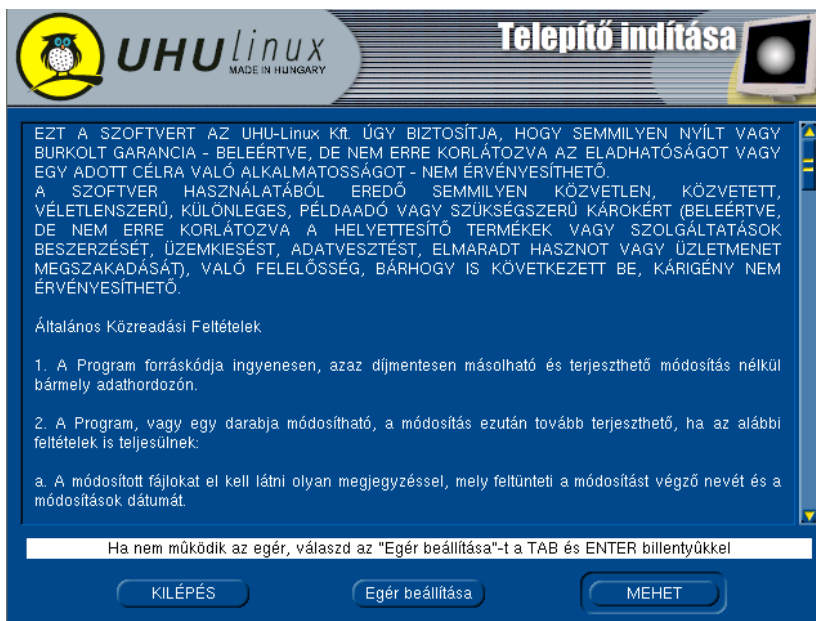 UHU linux
MADE IN HUNGARY
Telepítő indítása
EZT A SZOFTVERT AZ UHU-Linux Kft. ÚGY BIZTOSÍTJA, HOGY SEMMILYEN NYÍLT VAGY
BURKOLT GARANCIA - BELEÉRTVE, DE NEM ERRE KORLÁTOZVA AZ ELADHATÓSÁGOT VAGY
EGY ADOTT CÉLRA VALÓ ALKALMATOSSÁGOT - NEM ÉRVÉNYESÍTHETŐ.
A SZOFTVER HASZNÁLATÁBÓL EREDŐ SEMMILYEN KÖZVETLEN, KÖZVETETT,
VÉLETLENSZERÛ, KÜLÖNLEGES, PÉLDAADÓ VAGY SZÜKSÉGSZERÛ KÁROKÉRT (BELEÉRTVE,
DE NEM ERRE KORLÁTOZVA A HELYETTESÍTŐ TERMÉKEK VAGY SZOLGÁLTATÁSOK
BESZERZÉSÉT, ÜZEMKIESÉST, ADATVESZTÉST, ELMARADT HASZNOT VAGY ÜZLETMENET
MEGSZAKADÁSÁT), VALÓ FELELŐSSÉG, BÁRHOGY IS KÖVETKEZETT BE, KÁRIGÉNY NEM
ÉRVÉNYESÍTHETŐ.
Általános Közreadási Feltételek
1. A Program forráskódja ingyenesen, azaz díjmentesen másolható és terjeszthető módosítás nélkül
bármely adathordozón.
2. A Program, vagy egy darabja módosítható, a módosítás ezután tovább terjeszthető, ha az alábbi
feltételek is teljesülnek:
a. A módosított fájlokat el kell látni olyan megjegyzéssel, mely feltünteti a módosítást végző nevét és a
módosítások dátumát.
Ha nem mûködik az egér, válaszd az "Egér beállítása"-t a TAB és ENTER billentyûkkel
KILÉPÉS
Egér beállítása
MEHET